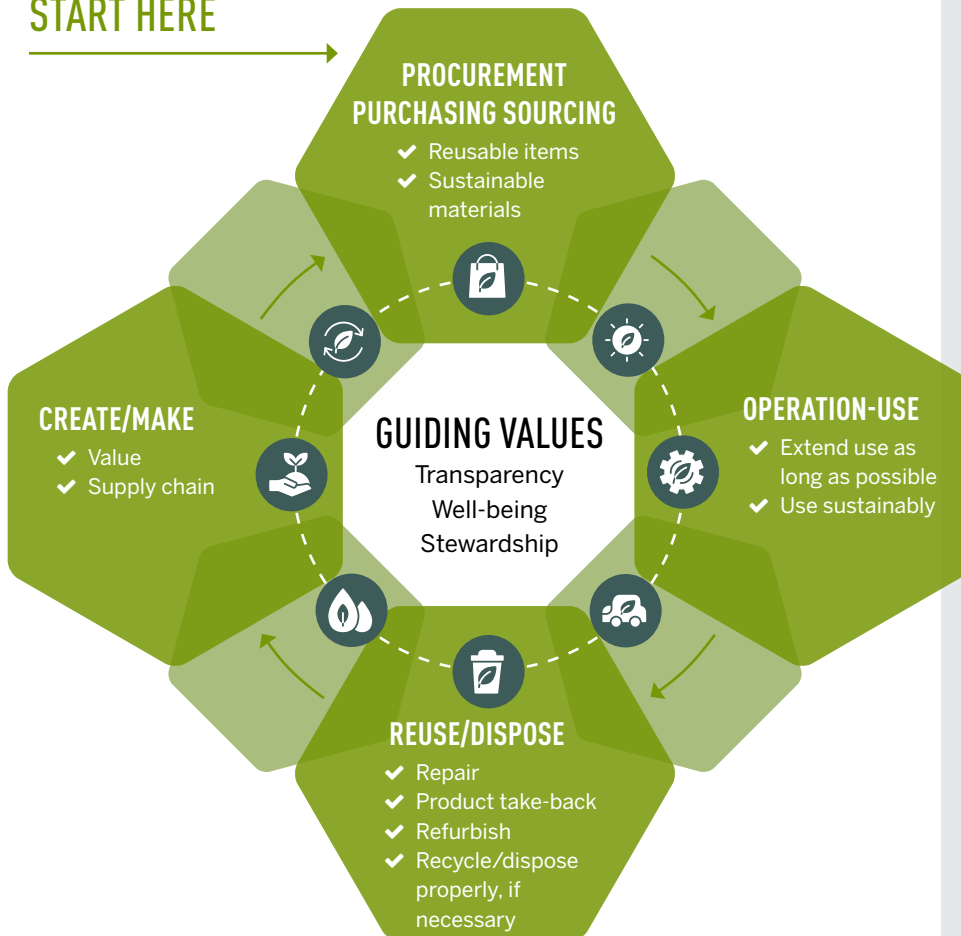 START HERE
PROCUREMENT
PURCHASING SOURCING
Reusable items
Sustainable
materials
CREATE/MAKE
Value
Supply chain
GUIDING VALUES
Transparency
Well-being
Stewardship
OPERATION-USE
Extend use as
long as possible
Use sustainably
REUSE/DISPOSE
Repair
Product take-back
Refurbish
Recycle/dispose
properly, if
necessary